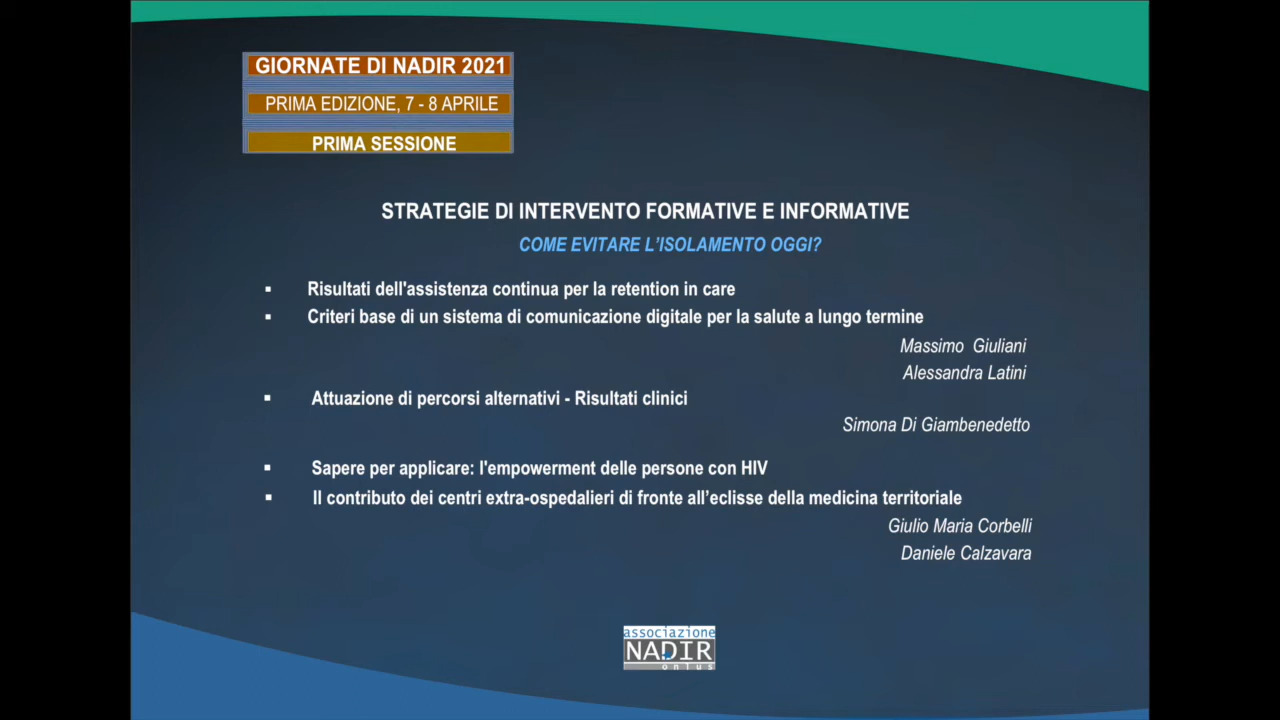 GIORNATE DI NADIR 2021
PRIMA EDIZIONE, 7 - 8 APRILE
PRIMA SESSIONE
STRATEGIE DI INTERVENTO FORMATIVE E INFORMATIVE
COME EVITARE L’ISOLAMENTO OGGI?
▪ Risultati dell'assistenza continua per la retention in care
▪ Criteri base di un sistema di comunicazione digitale per la salute a lungo termine
Massimo Giuliani
Alessandra Latini
▪ Attuazione di percorsi alternativi - Risultati clinici
Simona Di Giambenedetto
▪ Sapere per applicare: l'empowerment delle persone con HIV
▪ Il contributo dei centri extra-ospedalieri di fronte all’eclisse della medicina territoriale
Giulio Maria Corbelli
Daniele Calzavara
associazione
NADIR
onlus